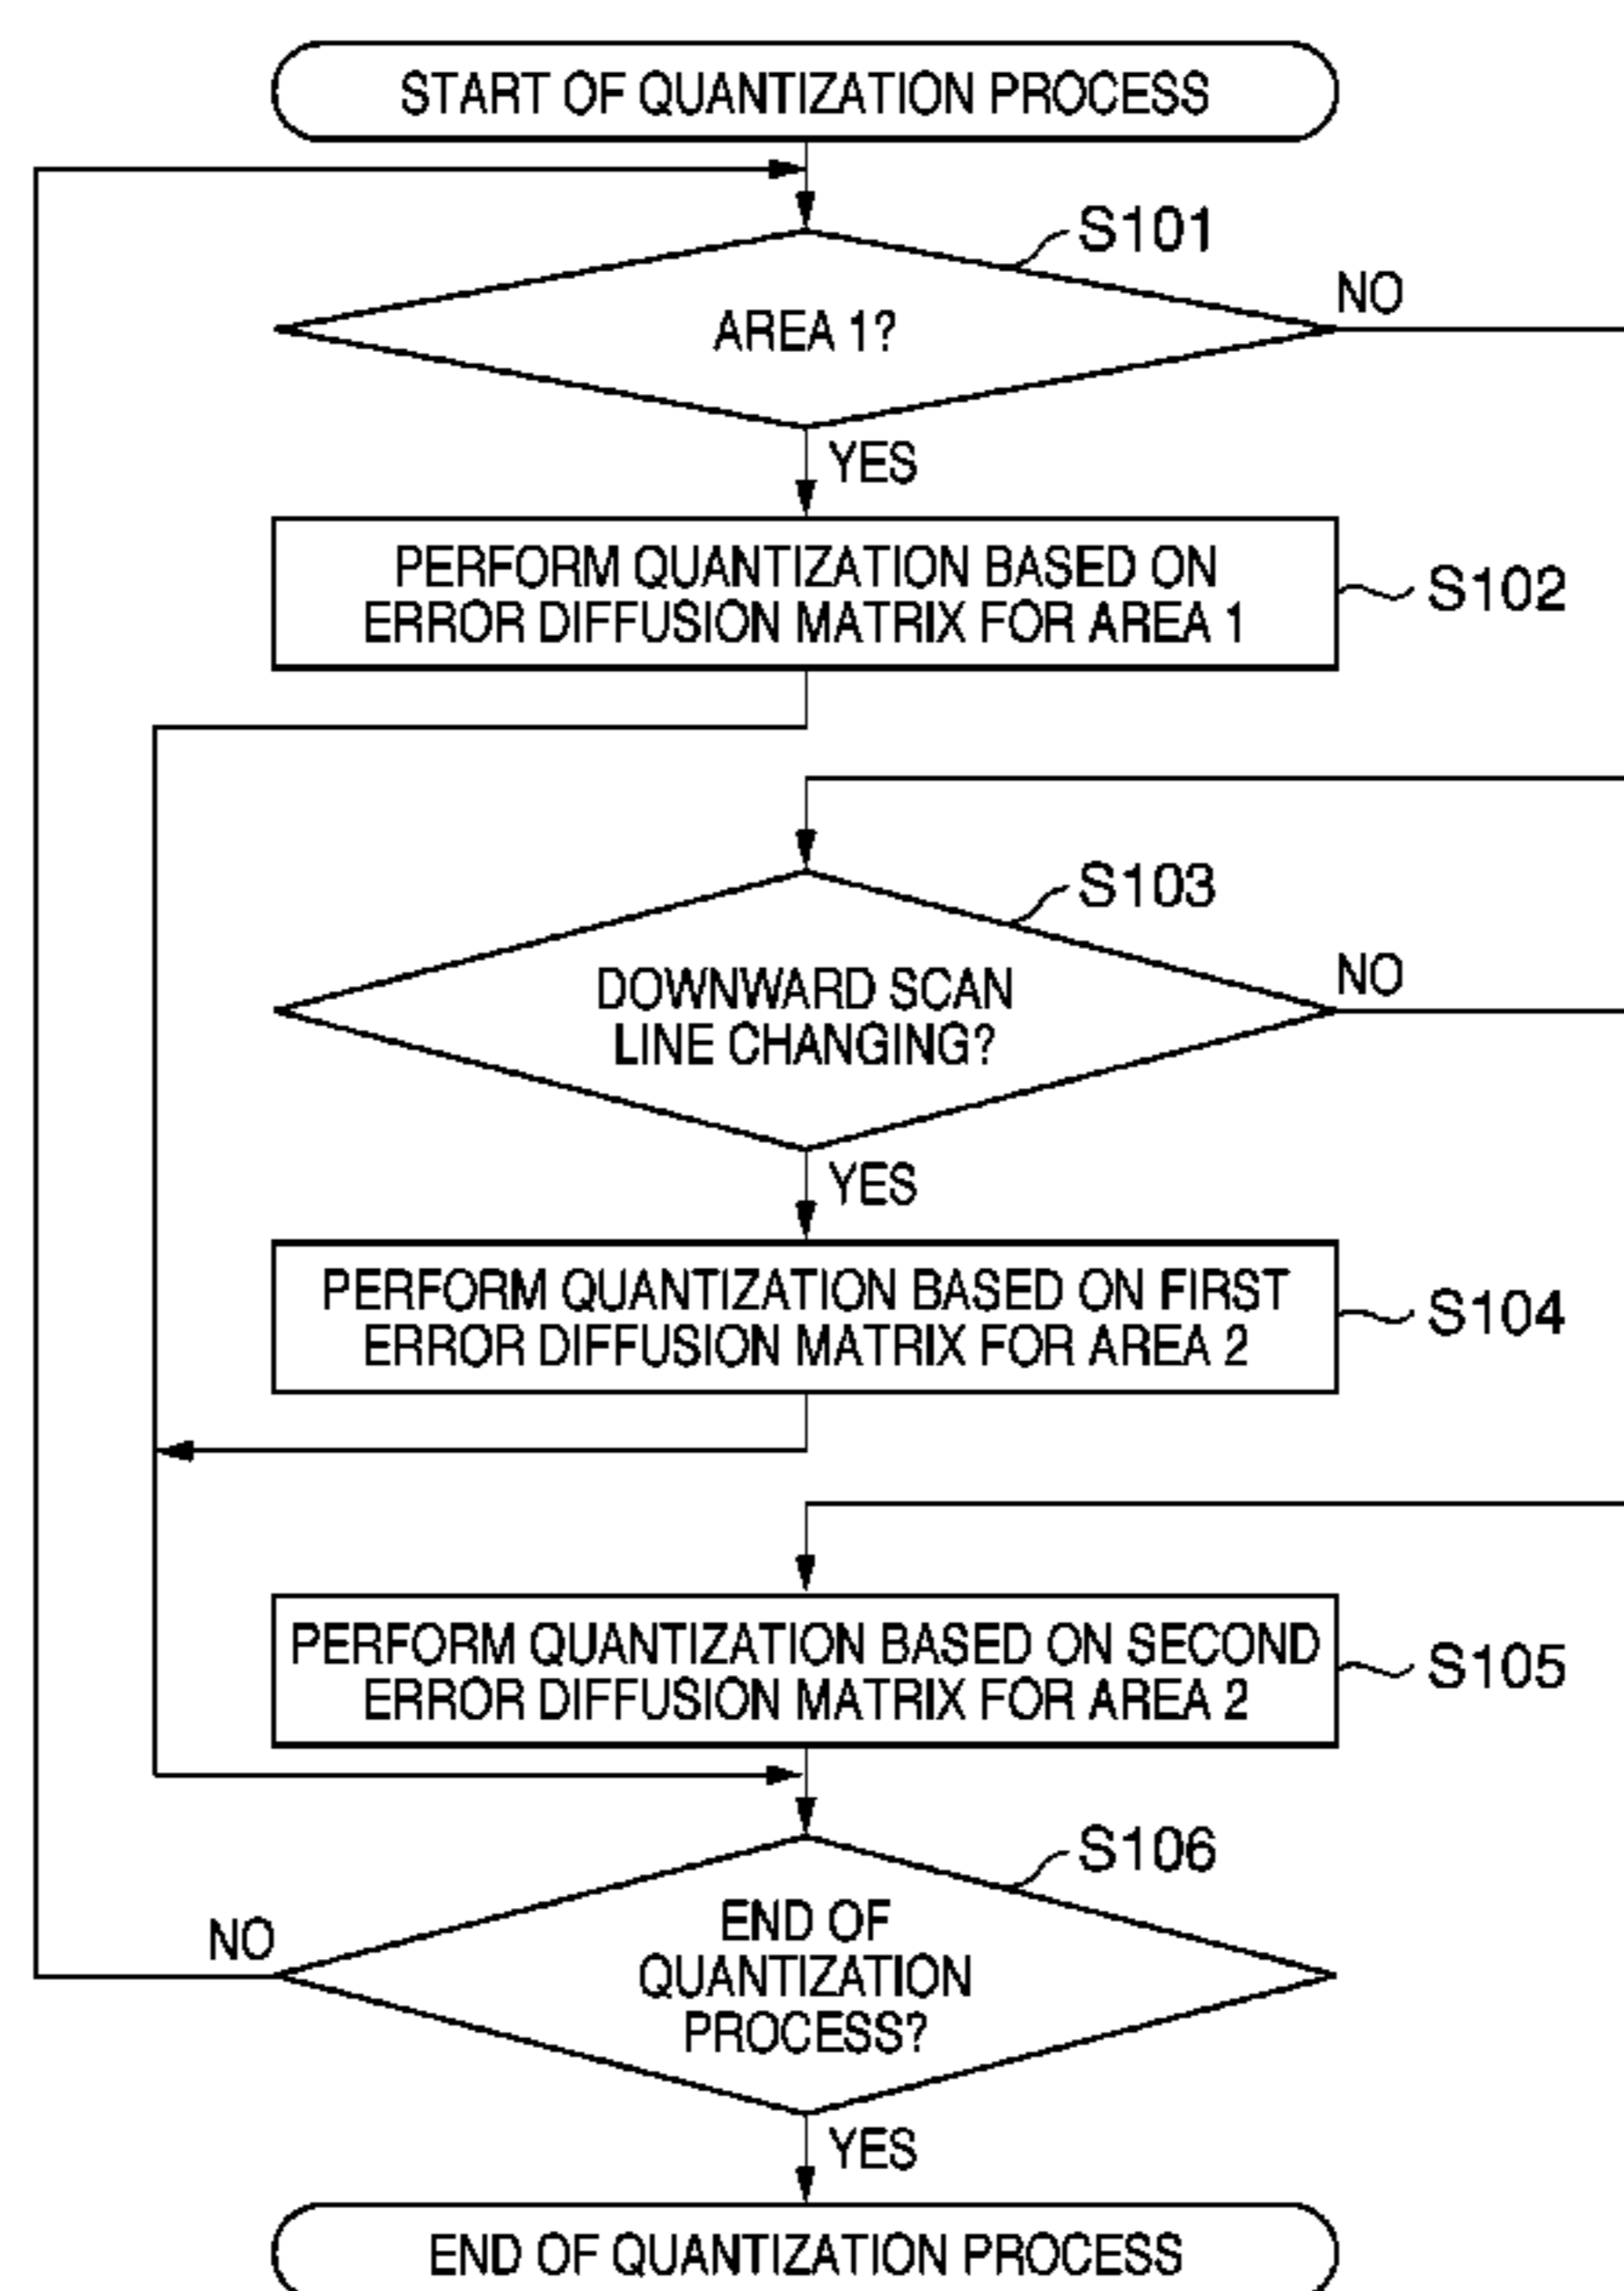 START OF QUANTIZATION PROCESS
S101
NO
AREA 1?
YES
PERFORM QUANTIZATION BASED ON
ERROR DIFFUSION MATRIX FOR AREA 1
S102
S103
NO
DOWNWARD SCAN
LINE CHANGING?
YES
PERFORM QUANTIZATION BASED ON FIRST
ERROR DIFFUSION MATRIX FOR AREA 2
S104
PERFORM QUANTIZATION BASED ON SECOND
ERROR DIFFUSION MATRIX FOR AREA 2
S105
S106
NO
END OF
QUANTIZATION
PROCESS?
YES
END OF QUANTIZATION PROCESS